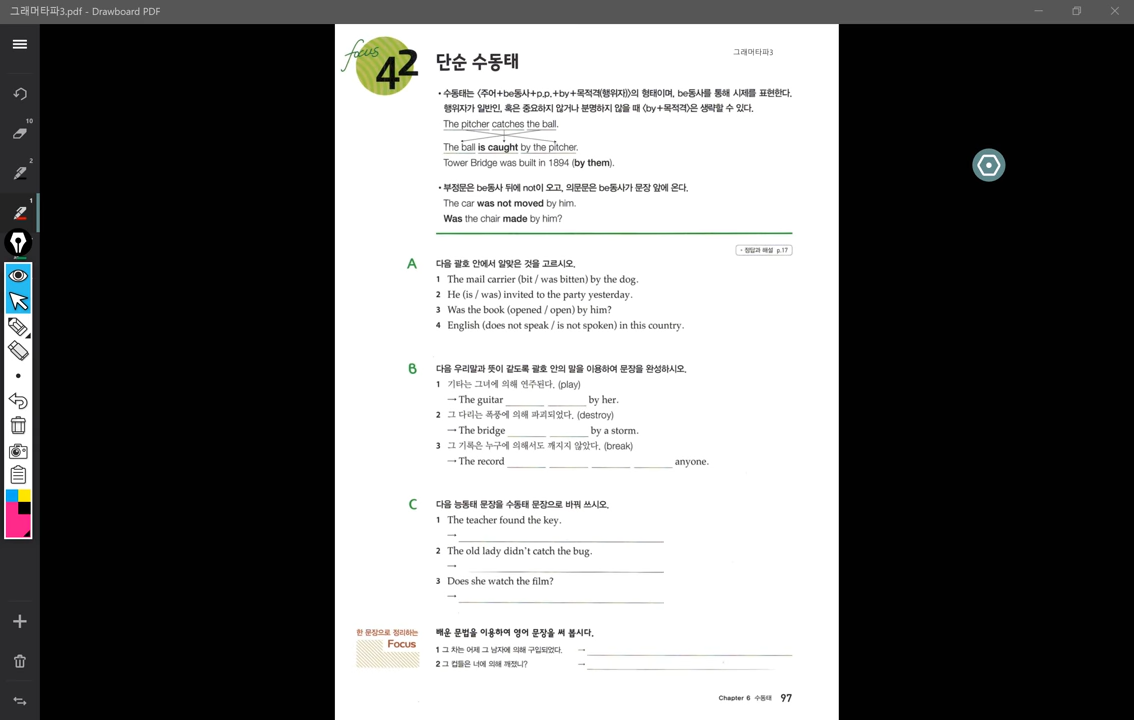 그래머타파3.pdf - Drawboard PDF
10
2
1
focus
42
단순 수동태
그래머타파3
• 수동태는 〈주어+be동사+p.p.+by+목적격(행위자)〉의 형태이며, be동사를 통해 시제를 표현한다.
행위자가 일반인, 혹은 중요하지 않거나 분명하지 않을 때 〈by+목적격〉은 생략할 수 있다.
The pitcher catches the ball.
The ball is caught by the pitcher.
Tower Bridge was built in 1894 (by them).
• 부정문은 be동사 뒤에 not이 오고, 의문문은 be동사가 문장 앞에 온다.
The car was not moved by him.
Was the chair made by him?
• 정답과 해설 p.17
A 다음 괄호 안에서 알맞은 것을 고르시오.
1 The mail carrier (bit / was bitten) by the dog.
2 He (is / was) invited to the party yesterday.
3 Was the book (opened / open) by him?
4 English (does not speak / is not spoken) in this country.
B 다음 우리말과 뜻이 같도록 괄호 안의 말을 이용하여 문장을 완성하시오.
1 기타는 그녀에 의해 연주된다. (play)
→ The guitar ________ ________ by her.
2 그 다리는 폭풍에 의해 파괴되었다. (destroy)
→ The bridge ________ ________ by a storm.
3 그 기록은 누구에 의해서도 깨지지 않았다. (break)
→ The record ________ ________ ________ ________ anyone.
C 다음 능동태 문장을 수동태 문장으로 바꿔 쓰시오.
1 The teacher found the key.
→
2 The old lady didn't catch the bug.
→
3 Does she watch the film?
→
한 문장으로 정리하는
Focus
배운 문법을 이용하여 영어 문장을 써 봅시다.
1 그 차는 어제 그 남자에 의해 구입되었다. →
2 그 컵들은 너에 의해 깨졌니? →
Chapter 6 수동태 97